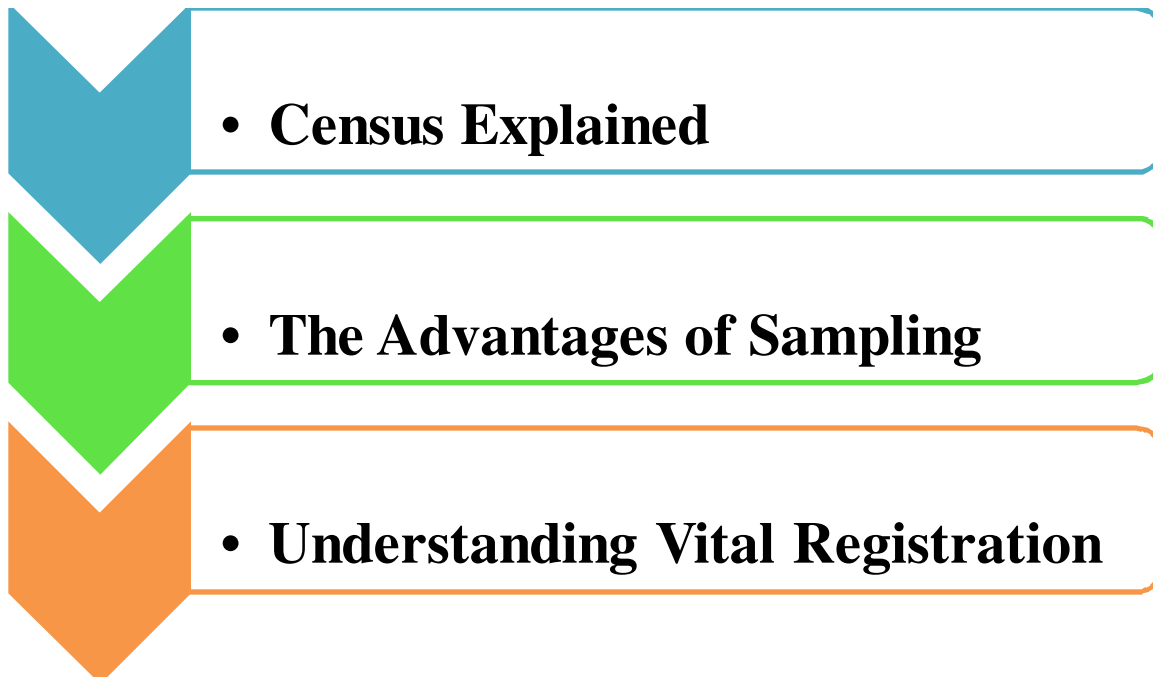 • Census Explained
• The Advantages of Sampling
• Understanding Vital Registration